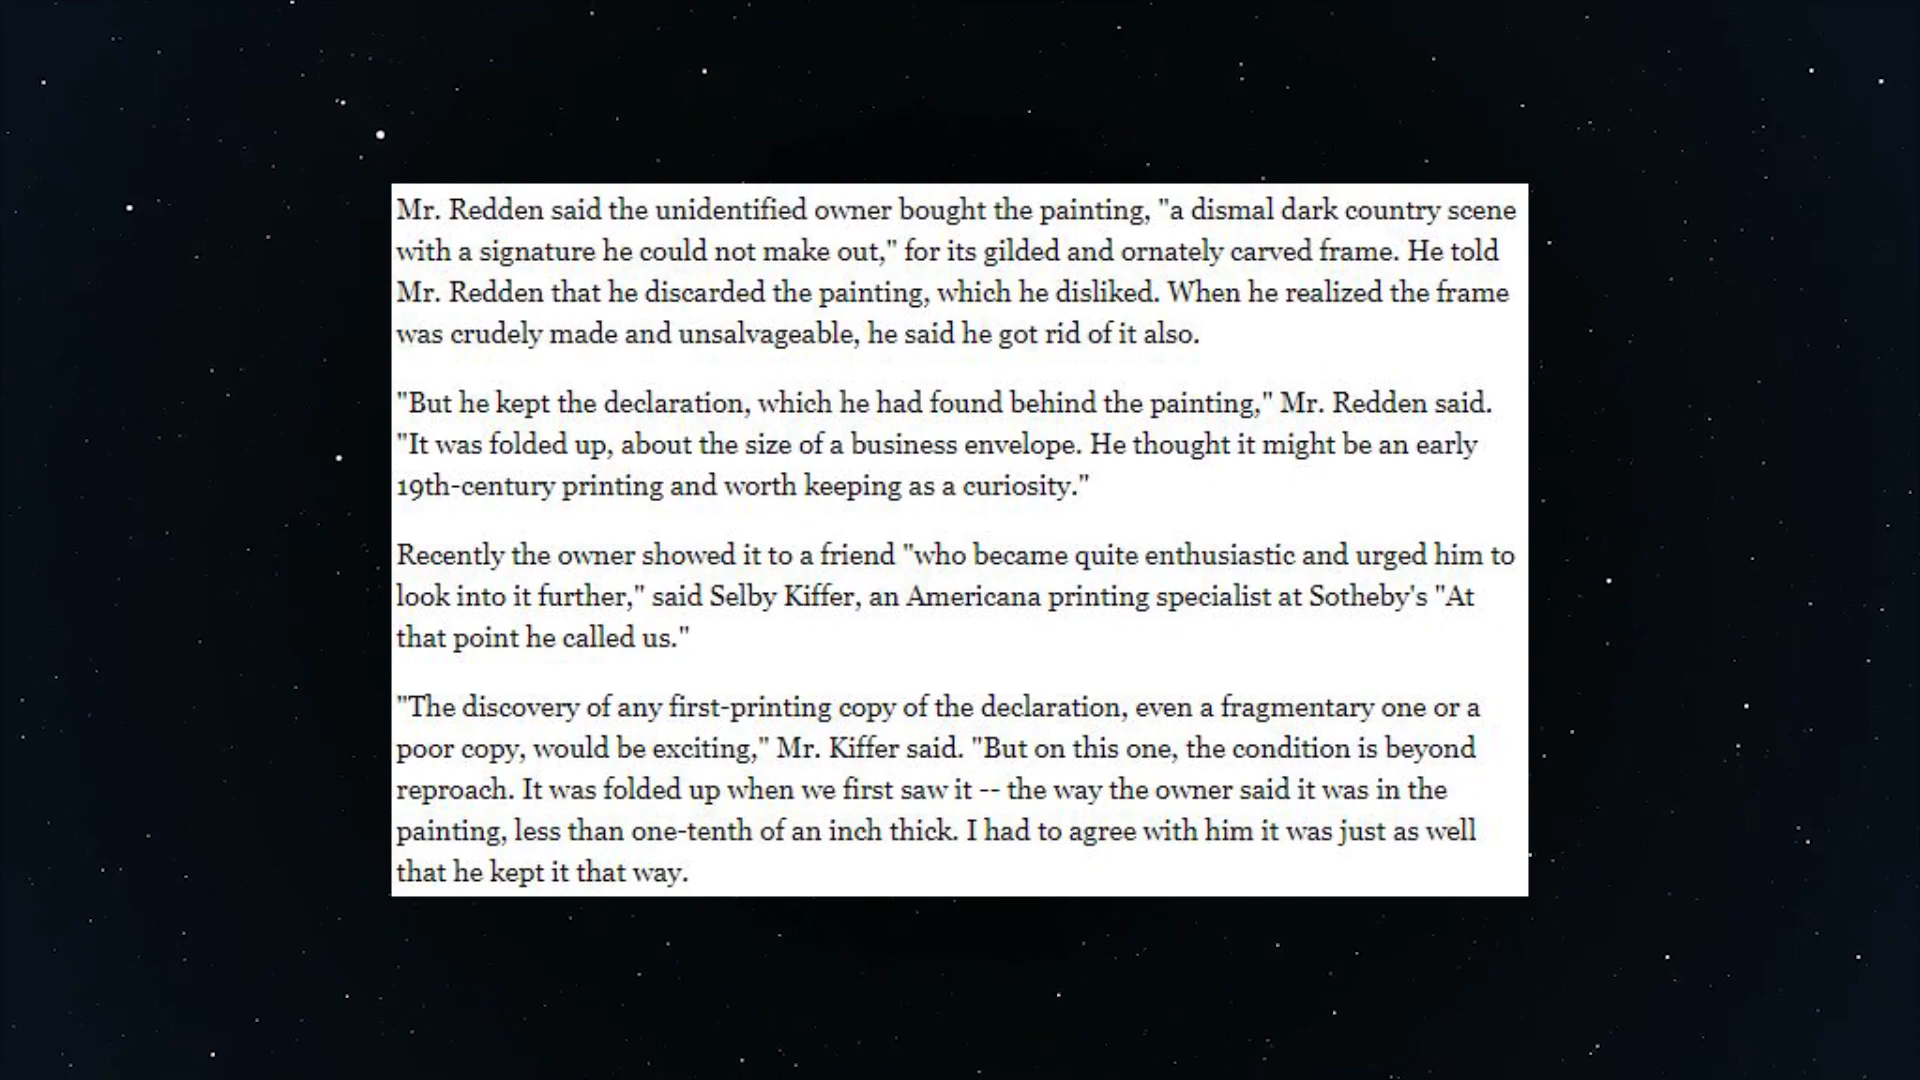 Mr. Redden said the unidentified owner bought the painting, "a dismal dark country scene
with a signature he could not make out," for its gilded and ornately carved frame. He told
Mr. Redden that he discarded the painting, which he disliked. When he realized the frame
was crudely made and unsalvageable, he said he got rid of it also.
"But he kept the declaration, which he had found behind the painting," Mr. Redden said.
"It was folded up, about the size of a business envelope. He thought it might be an early
19th-century printing and worth keeping as a curiosity."
Recently the owner showed it to a friend "who became quite enthusiastic and urged him to
look into it further," said Selby Kiffer, an Americana printing specialist at Sotheby's "At
that point he called us."
"The discovery of any first-printing copy of the declaration, even a fragmentary one or a
poor copy, would be exciting," Mr. Kiffer said. "But on this one, the condition is beyond
reproach. It was folded up when we first saw it -- the way the owner said it was in the
painting, less than one-tenth of an inch thick. I had to agree with him it was just as well
that he kept it that way.